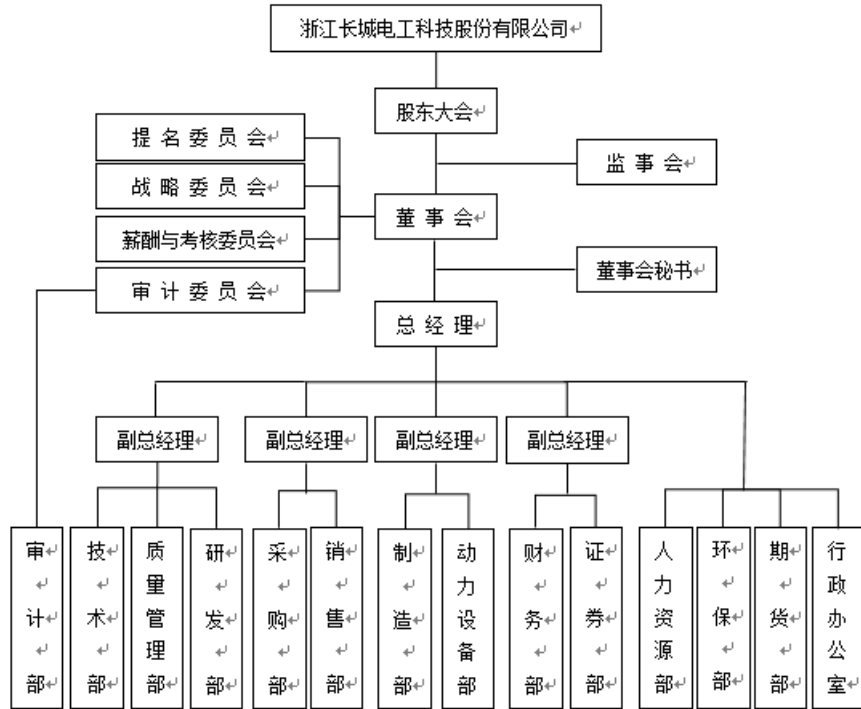 浙江长城电工科技股份有限公司
股东大会
提名委员会
监事会
战略委员会
董事会
薪酬与考核委员会
董事会秘书
审计委员会
总经理
副总经理
副总经理
副总经理
副总经理
审计部
技术部
质量管理部
研发部
采购部
销售部
制造部
动力设备部
财务部
证券部
人力资源部
环保部
期货部
行政办公室